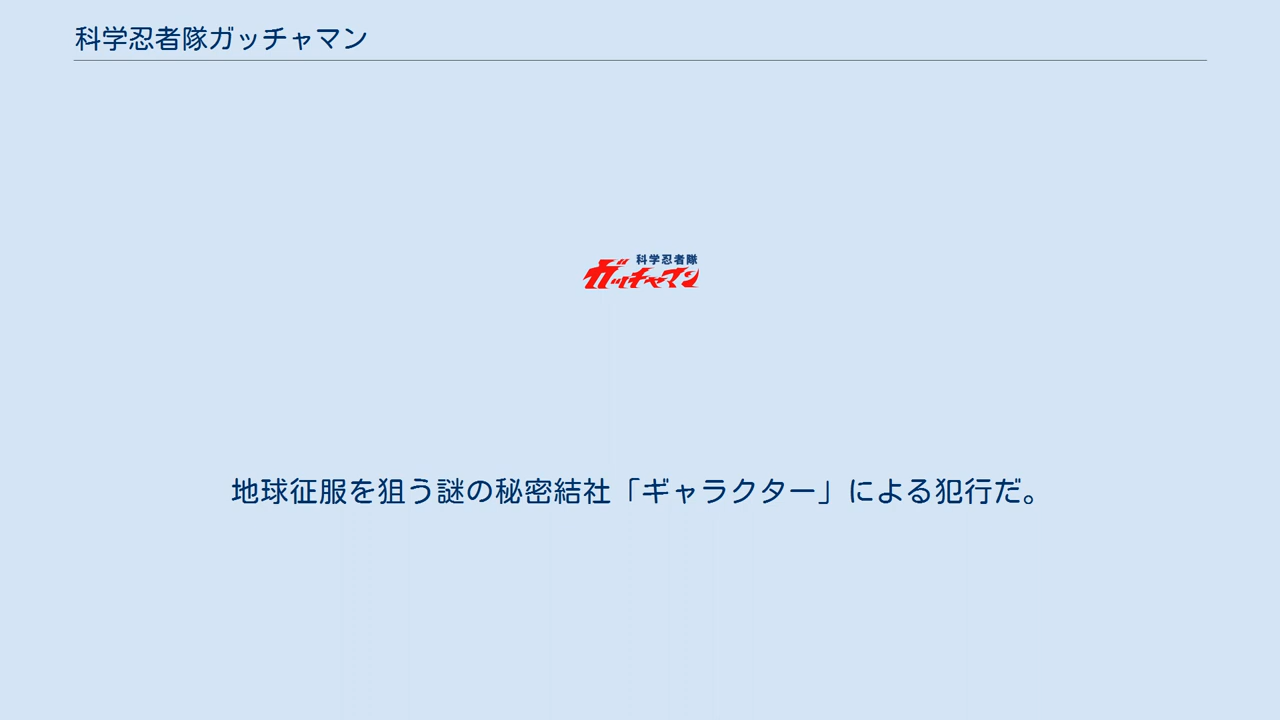 科学忍者隊ガッチャマン
科学忍者隊
ガッチャマン
地球征服を狙う謎の秘密結社「ギャラクター」による犯行だ。